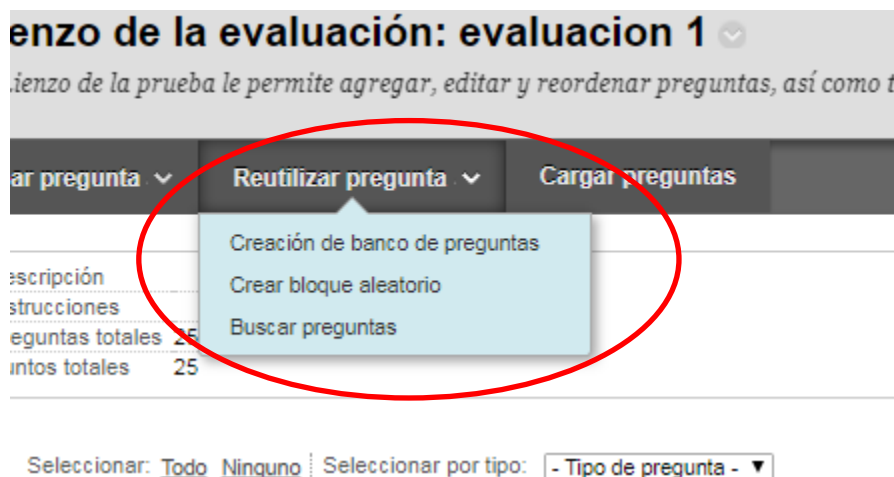 enzo de la evaluación: evaluacion 1
ienzo de la prueba le permite agregar, editar y reordenar preguntas, así como t
ar pregunta
Reutilizar pregunta
Cargar preguntas
Creación de banco de preguntas
Crear bloque aleatorio
Buscar preguntas
escripción
strucciones
eguntas totales 25
untos totales 25
Seleccionar: Todo Ninguno Seleccionar por tipo: - Tipo de pregunta -